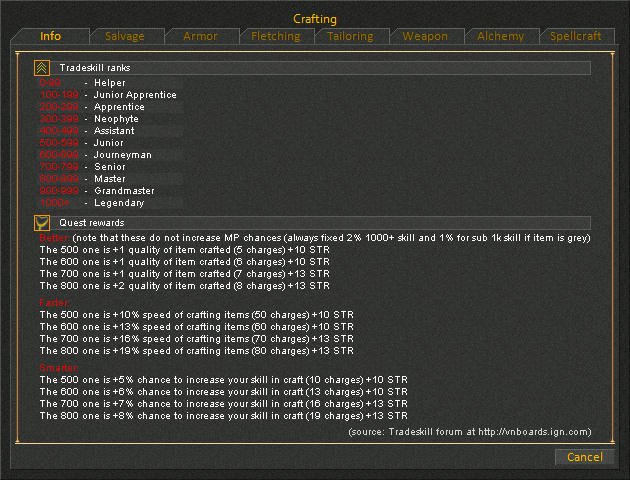 Crafting
Info Salvage Armor Fletching Tailoring Weapon Alchemy Spellcraft
Tradeskill ranks
0-99 - Helper
100-199 - Junior Apprentice
200-299 - Apprentice
300-399 - Neophyte
400-499 - Assistant
500-599 - Junior
600-699 - Journeyman
700-799 - Senior
800-899 - Master
900-999 - Grandmaster
1000+ - Legendary
Quest rewards
Better: (note that these do not increase MP chances (always fixed 2% 1000+ skill and 1% for sub 1k skill if item is grey)
The 500 one is +1 quality of item crafted (5 charges) +10 STR
The 600 one is +1 quality of item crafted (6 charges) +10 STR
The 700 one is +1 quality of item crafted (7 charges) +13 STR
The 800 one is +2 quality of item crafted (8 charges) +13 STR
Faster:
The 500 one is +10% speed of crafting items (50 charges) +10 STR
The 600 one is +13% speed of crafting items (60 charges) +10 STR
The 700 one is +16% speed of crafting items (70 charges) +13 STR
The 800 one is +19% speed of crafting items (80 charges) +13 STR
Smarter:
The 500 one is +5% chance to increase your skill in craft (10 charges) +10 STR
The 600 one is +6% chance to increase your skill in craft (13 charges) +10 STR
The 700 one is +7% chance to increase your skill in craft (16 charges) +13 STR
The 800 one is +8% chance to increase your skill in craft (19 charges) +13 STR
(source: Tradeskill forum at http://vnboards.ign.com)
Cancel